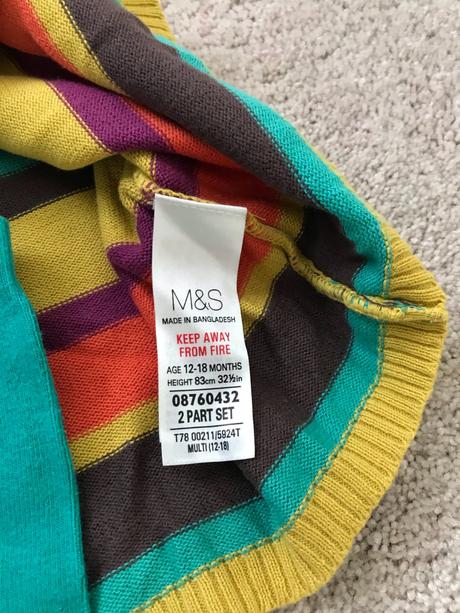 M&S
MADE IN BANGLADESH
KEEP AWAY
FROM FIRE
AGE 12-18 MONTHS
HEIGHT 83cm 32½in
08760432
2 PART SET
T78 00211/5924T
MULTI (12-18)